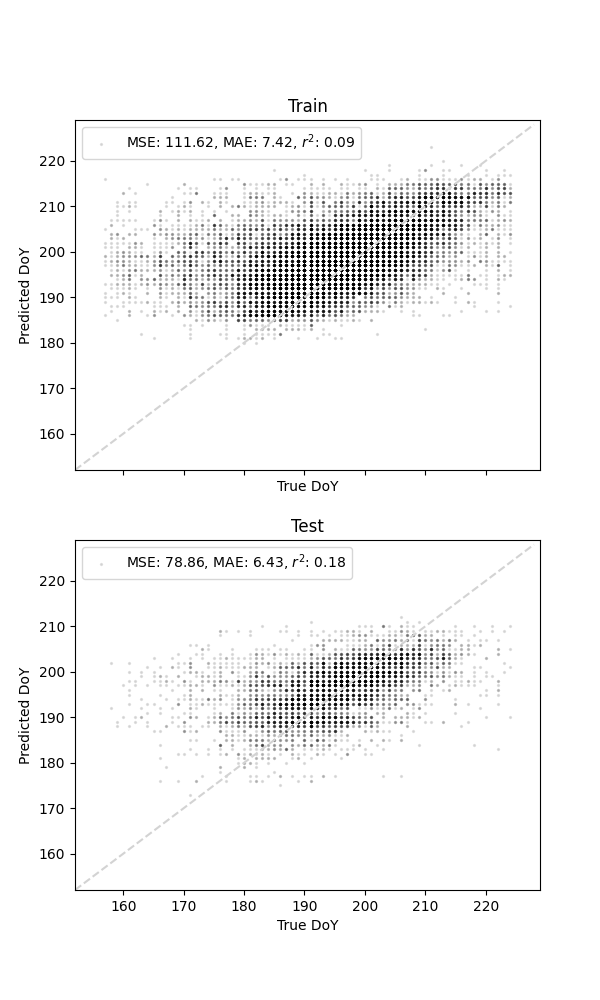 Train
MSE: 111.62, MAE: 7.42, r²: 0.09
220
210
200
190
180
170
160
Predicted DoY
True DoY
Test
MSE: 78.86, MAE: 6.43, r²: 0.18
220
210
200
190
180
170
160
Predicted DoY
160 170 180 190 200 210 220
True DoY